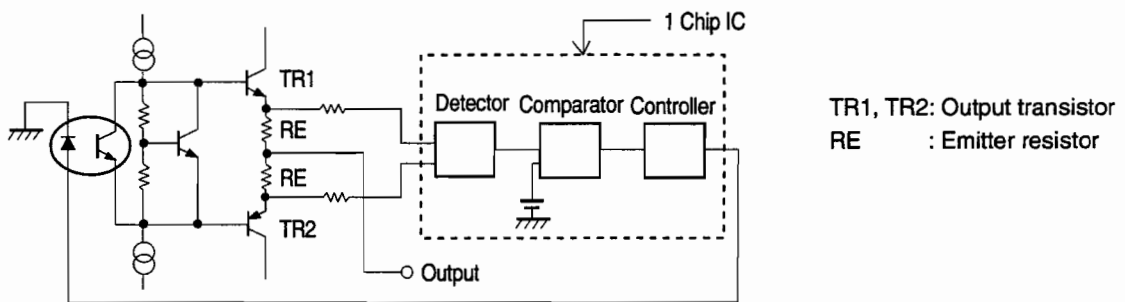 1 Chip IC
TR1
Detector Comparator Controller
TR1, TR2: Output transistor
RE
RE : Emitter resistor
RE
TR2
Output